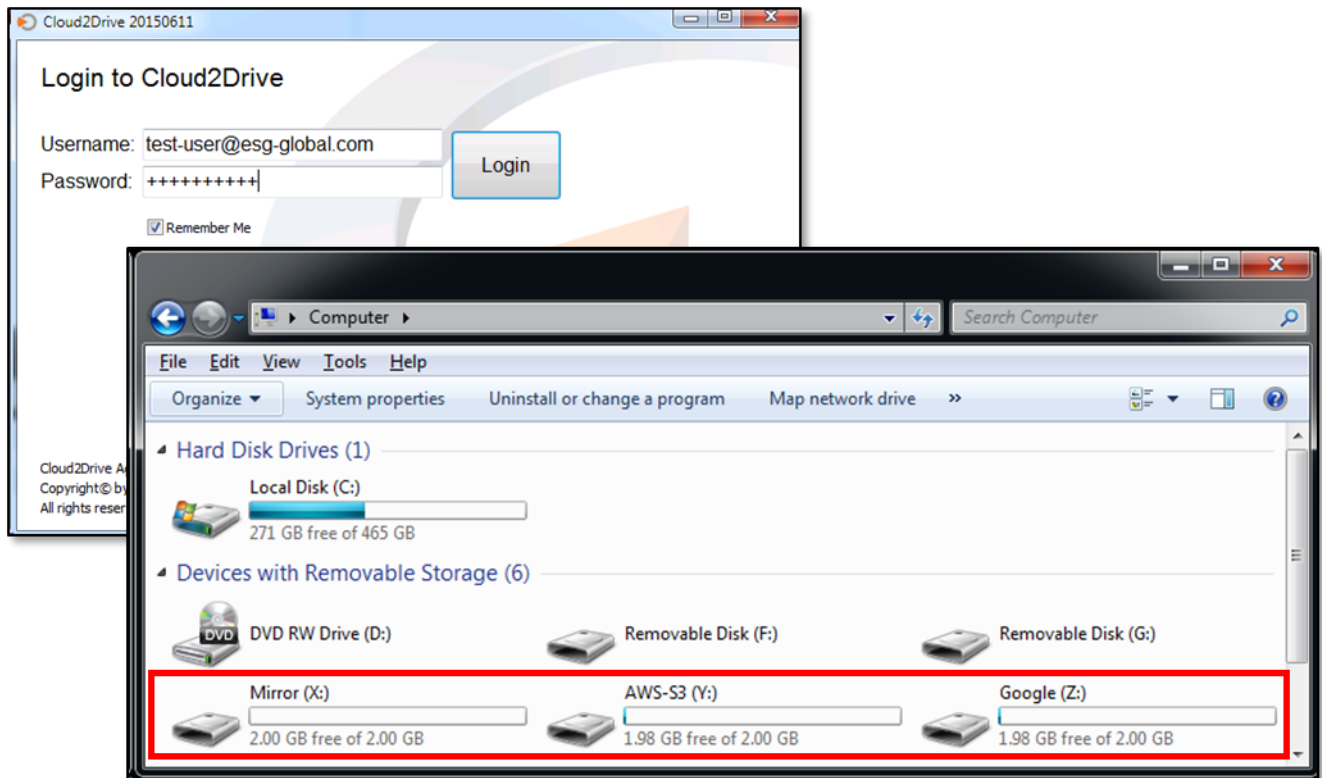 Cloud2Drive 20150611
Login to Cloud2Drive
Username: test-user@esg-global.com
Password: ++++++++++
Login
Remember Me
Cloud2Drive
Copyright© by
All rights
Computer
Search Computer
File Edit View Tools Help
Organize System properties Uninstall or change a program Map network drive »
Hard Disk Drives (1)
Local Disk (C:)
271 GB free of 465 GB
Devices with Removable Storage (6)
DVD
DVD RW Drive (D:) Removable Disk (F:) Removable Disk (G:)
Mirror (X:) AWS-S3 (Y:) Google (Z:)
2.00 GB free of 2.00 GB 1.98 GB free of 2.00 GB 1.98 GB free of 2.00 GB